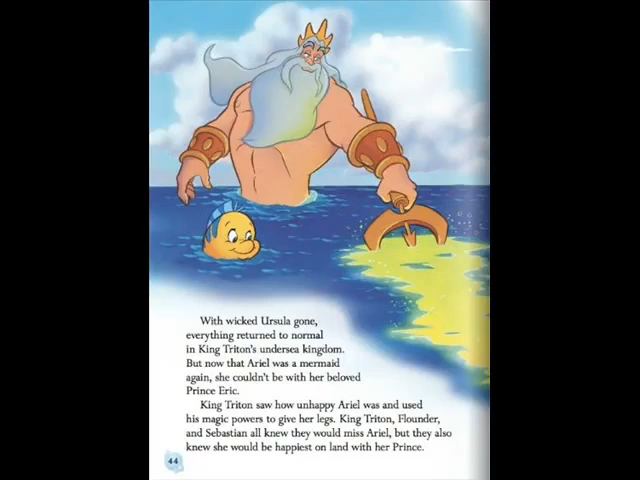 With wicked Ursula gone,
everything returned to normal
in King Triton's undersea kingdom.
But now that Ariel was a mermaid
again, she couldn't be with her beloved
Prince Eric.
King Triton saw how unhappy Ariel was and used
his magic powers to give her legs. King Triton, Flounder,
and Sebastian all knew they would miss Ariel, but they also
knew she would be happiest on land with her Prince.
44